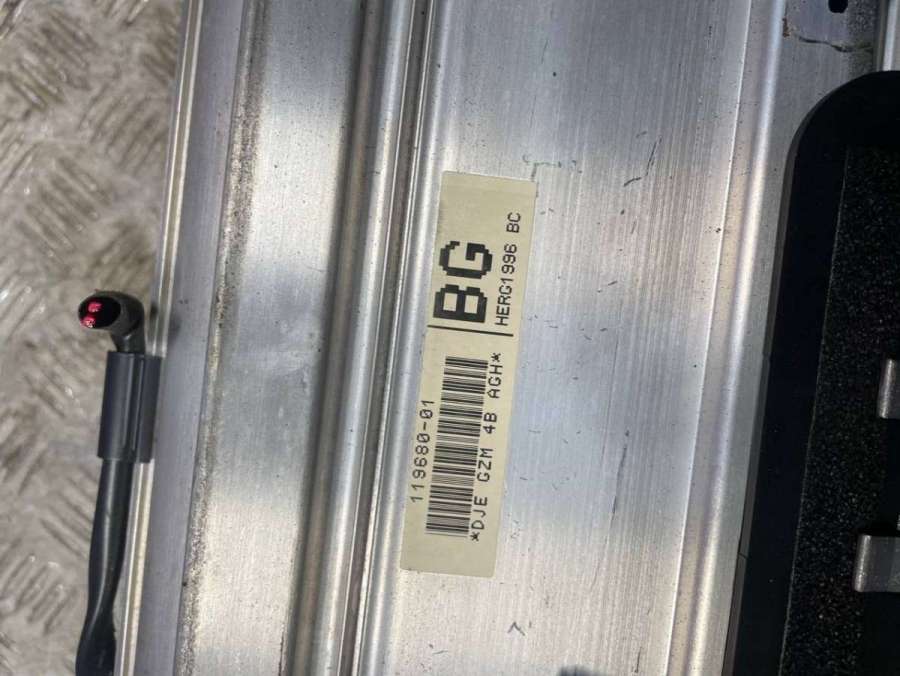 BG
HERG1996 BC
119680-01
*DJE GZM 4B AGH*